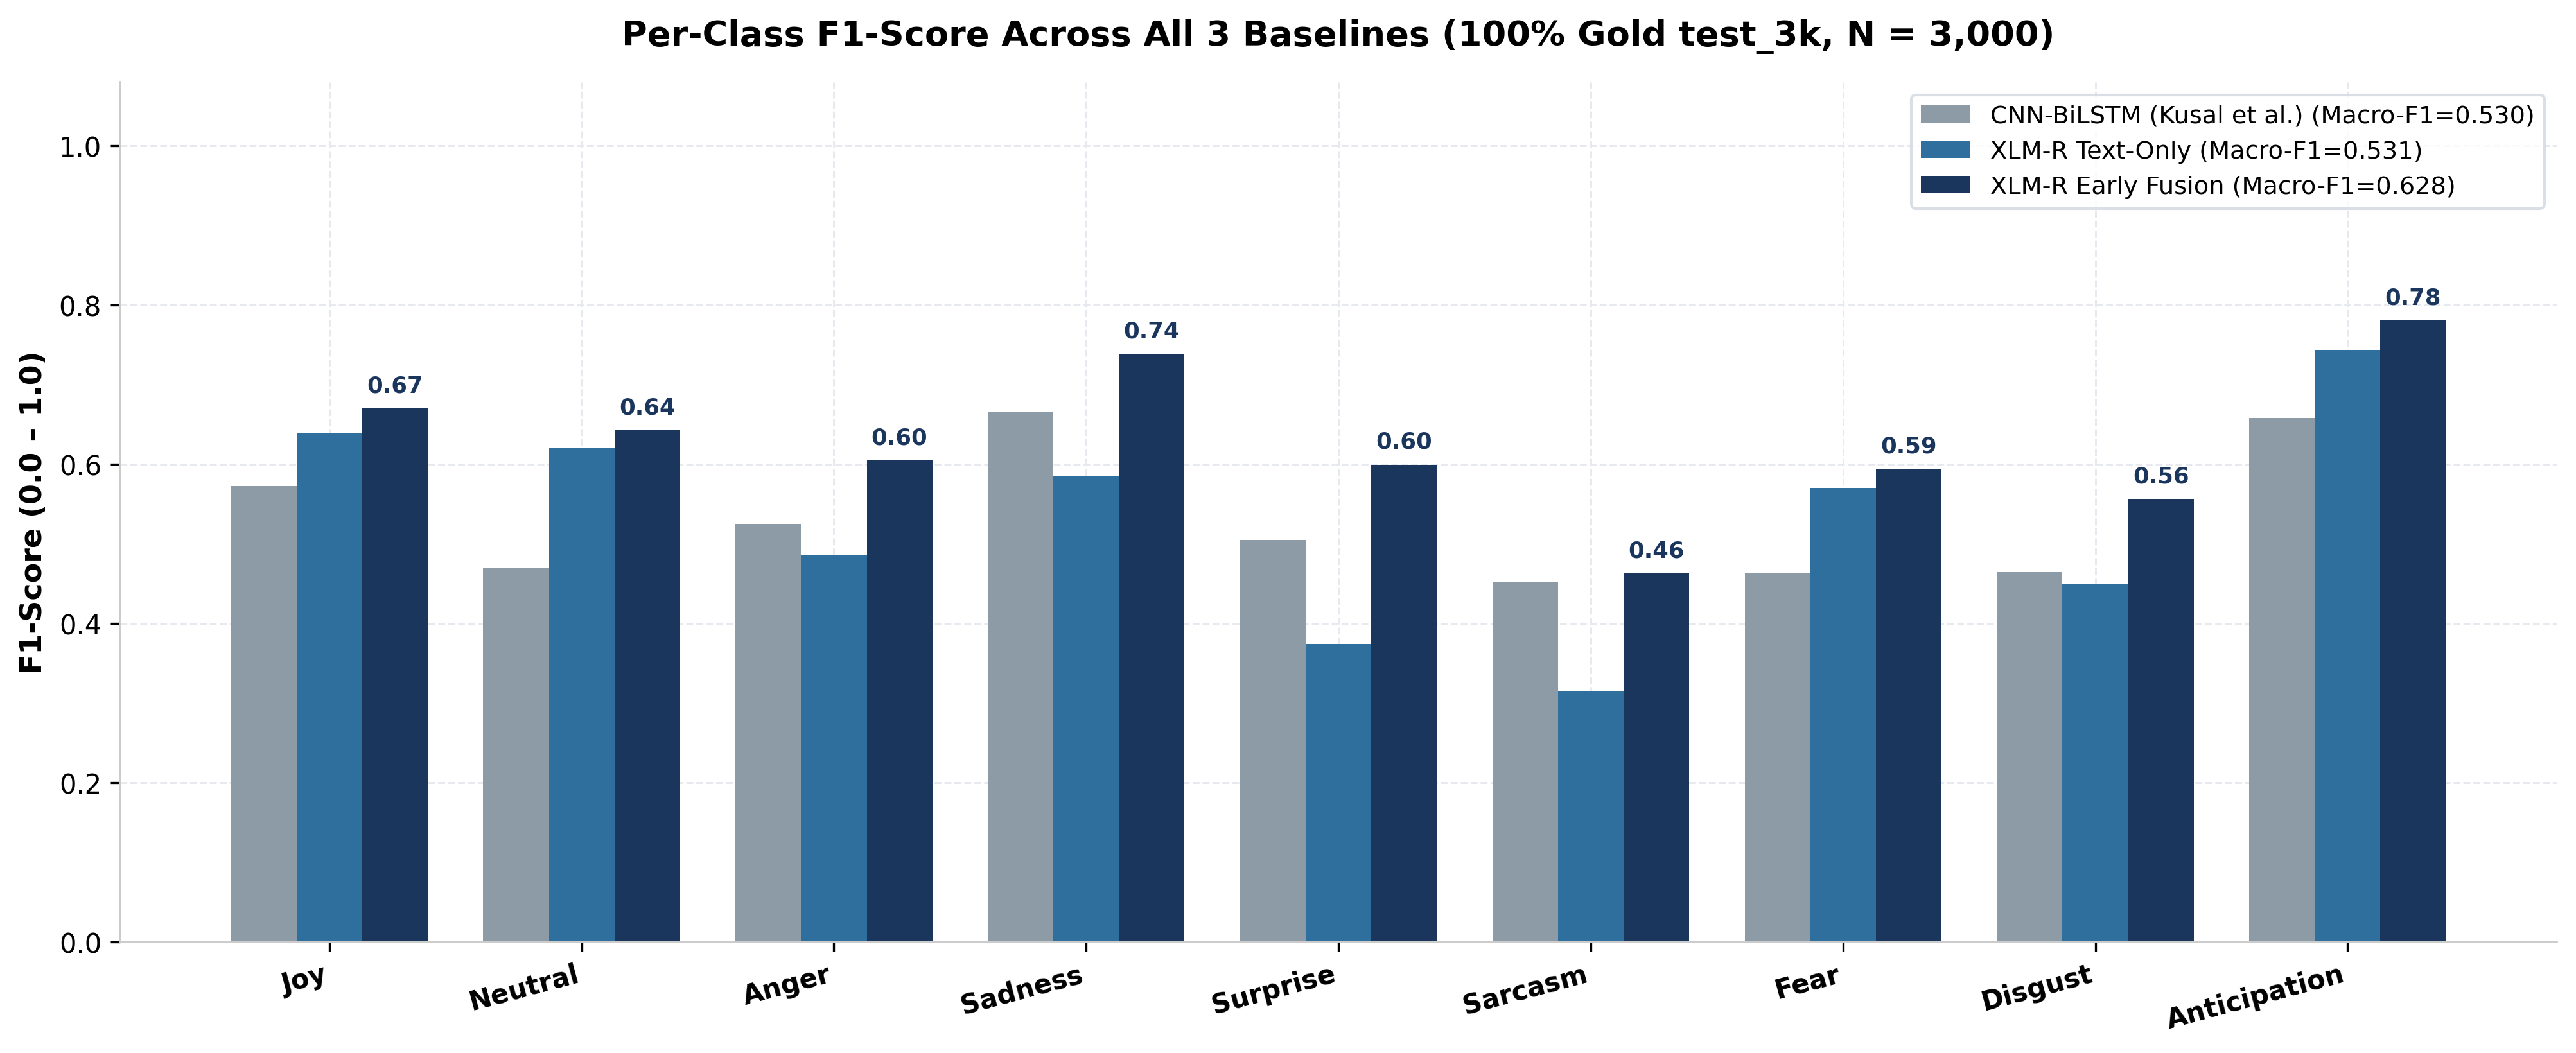 Per-Class F1-Score Across All 3 Baselines (100% Gold test_3k, N = 3,000)
CNN-BiLSTM (Kusal et al.) (Macro-F1=0.530)
XLM-R Text-Only (Macro-F1=0.531)
XLM-R Early Fusion (Macro-F1=0.628)
F1-Score (0.0 – 1.0)
1.0
0.8
0.6
0.4
0.2
0.0
0.67
0.64
0.60
0.74
0.60
0.46
0.59
0.56
0.78
Joy
Neutral
Anger
Sadness
Surprise
Sarcasm
Fear
Disgust
Anticipation